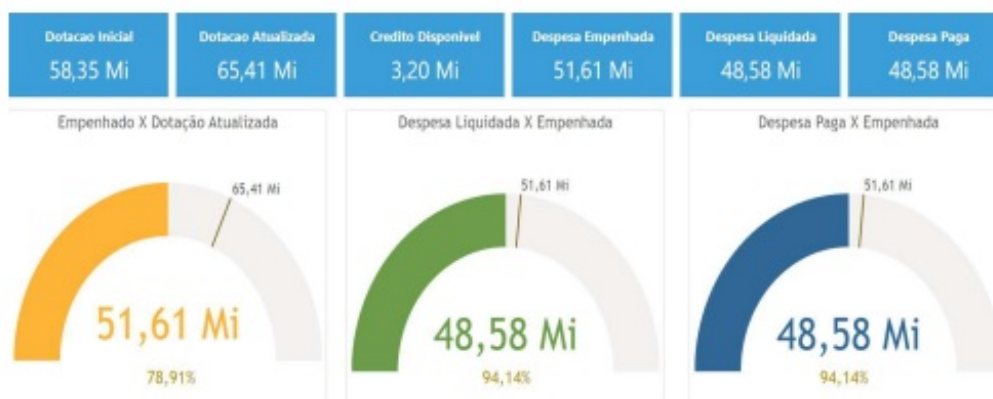 Dotacao Inicial
58,35 Mi
Dotacao Atualizada
65,41 Mi
Credito Disponivel
3,20 Mi
Despesa Empenhada
51,61 Mi
Despesa Liquidada
48,58 Mi
Despesa Paga
48,58 Mi
Empenhado X Dotação Atualizada
65,41 Mi
51,61 Mi
78,91%
Despesa Liquidada X Empenhada
51,61 Mi
48,58 Mi
94,14%
Despesa Paga X Empenhada
51,61 Mi
48,58 Mi
94,14%